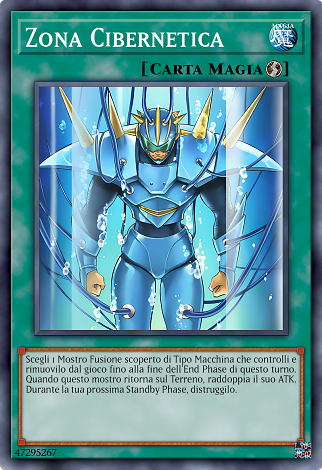 Zona Cibernetica
MAGIA
魔
[Carta Magia]
Scegli 1 Mostro Fusione scoperto di Tipo Macchina che controlli e
rimuovilo dal gioco fino alla fine dell'End Phase di questo turno.
Quando questo mostro ritorna sul Terreno, raddoppia il suo ATK.
Durante la tua prossima Standby Phase, distruggilo.
47295267